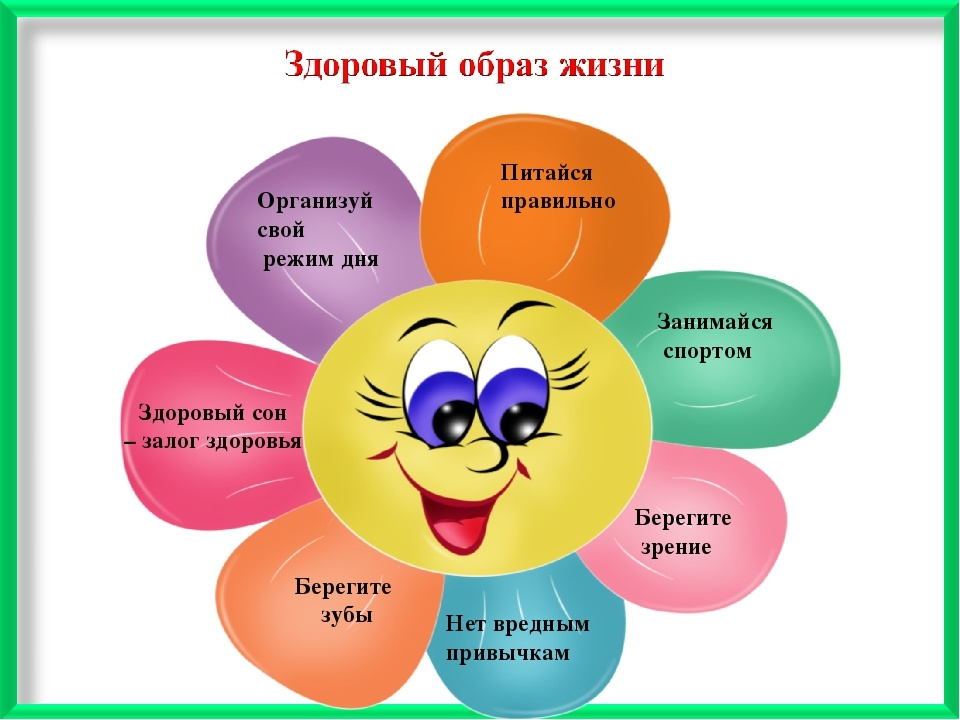 Здоровый образ жизни
Питайся
правильно
Организуй
свой
режим дня
Занимайся
спортом
Здоровый сон
– залог здоровья
Берегите
зрение
Берегите
зубы
Нет вредным
привычкам